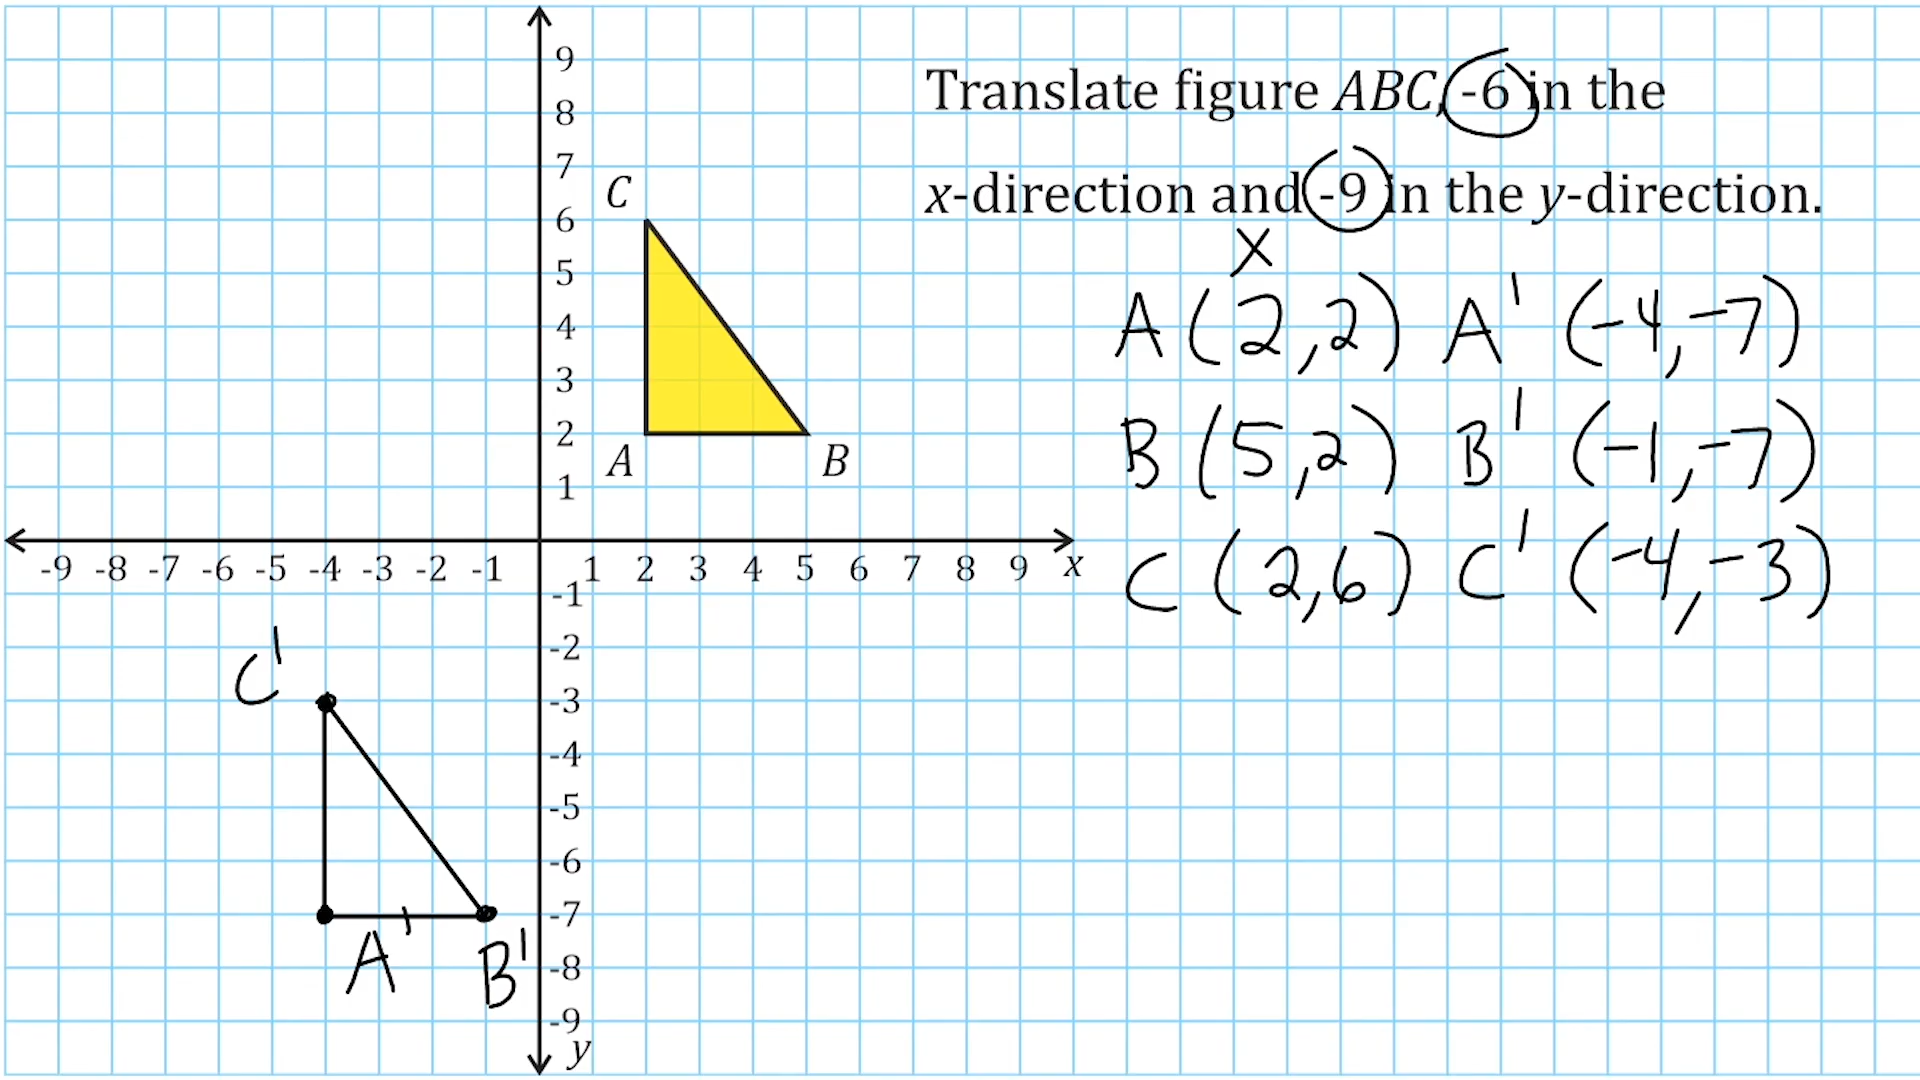 Translate figure ABC, -6 in the
x-direction and -9 in the y-direction.
x
A (2,2) A' (-4,-7)
B (5,2) B' (-1,-7)
C (2,6) C' (-4,-3)
9
8
7
C
6
5
4
3
2
A B
1
-9 -8 -7 -6 -5 -4 -3 -2 -1 1 2 3 4 5 6 7 8 9 x
-1
-2
C'
-3
-4
-5
-6
-7
A' B'
-8
-9
y